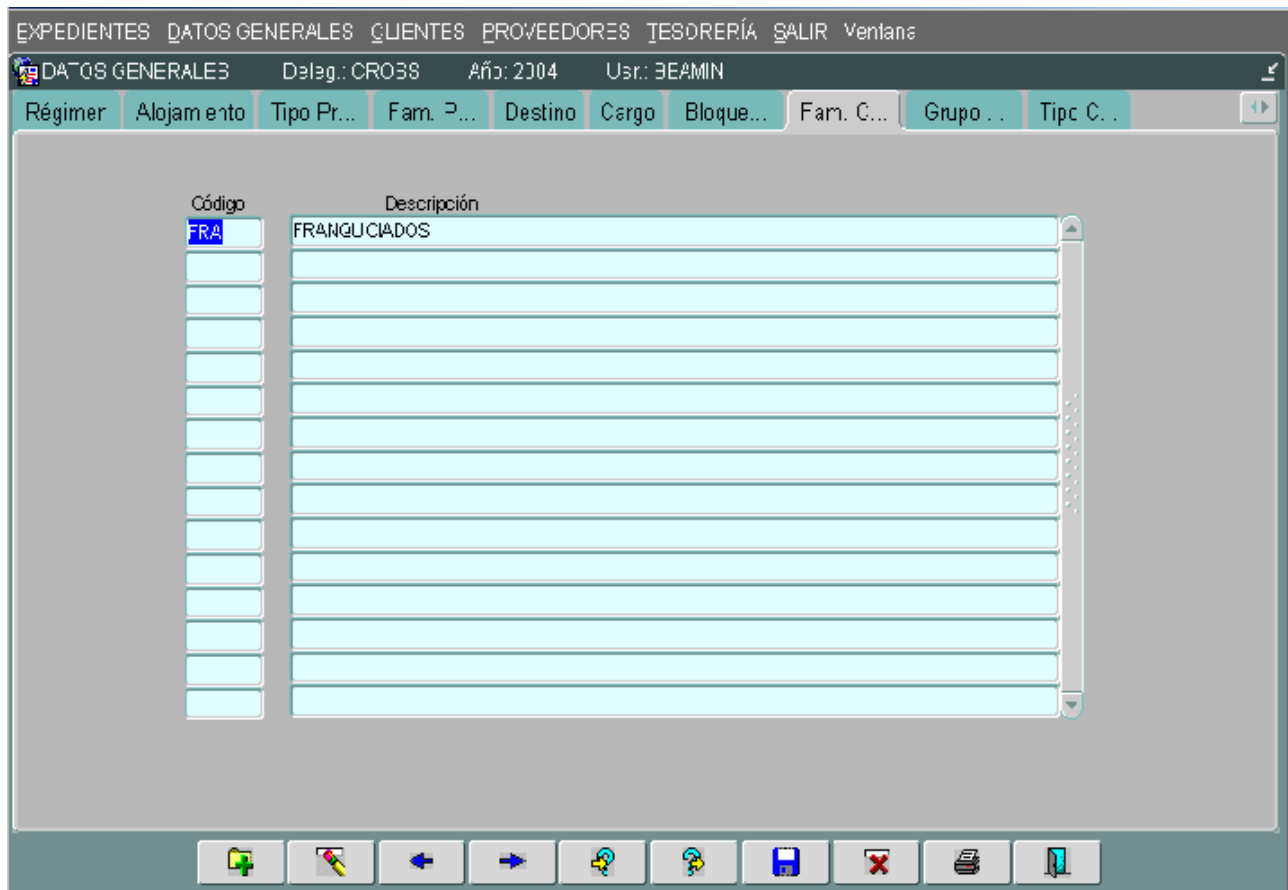 EXPEDIENTES DATOS GENERALES CLIENTES PROVEEDORES TESORERÍA SALIR Ventana
DATOS GENERALES Deleg.: CROSS Año: 2004 Usr.: BEAMIN
Régimen Alojamiento Tipo Pr... Fam. P... Destino Cargo Bloque... Fam. C... Grupo ... Tipo C...
Código Descripción
FRA FRANQUICIADOS